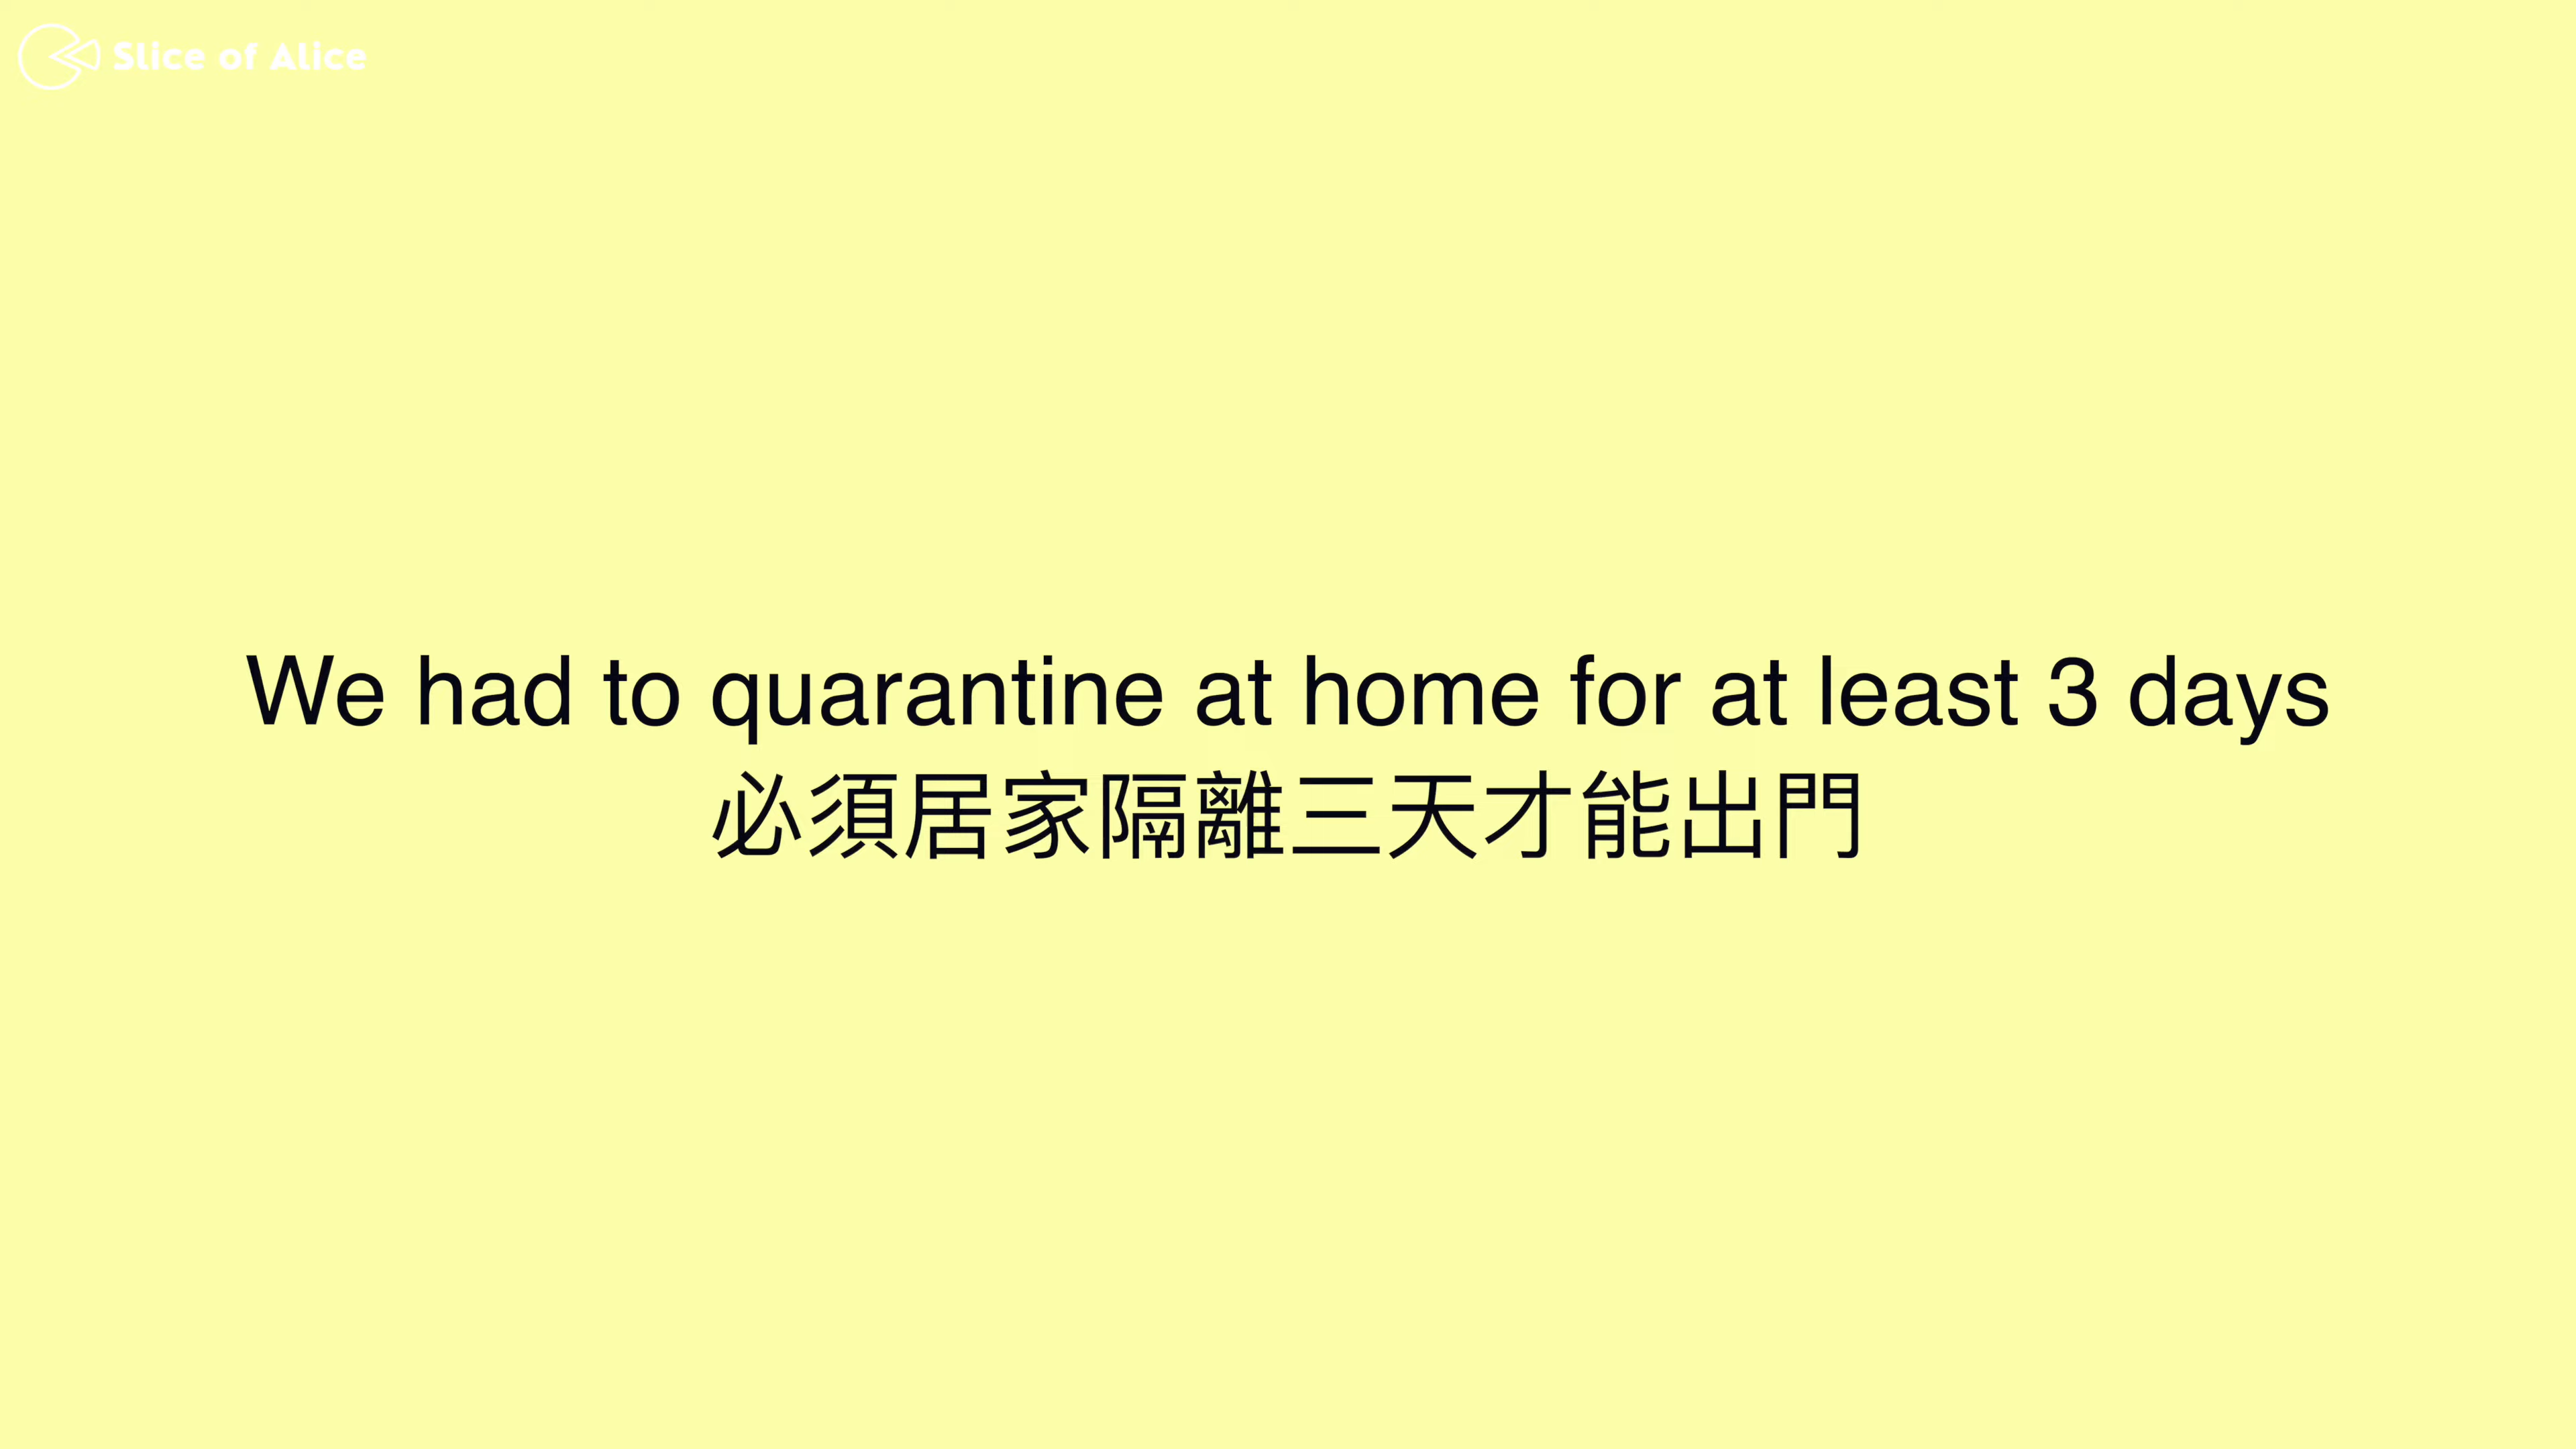 Slice of Alice
We had to quarantine at home for at least 3 days
必須居家隔離三天才能出門